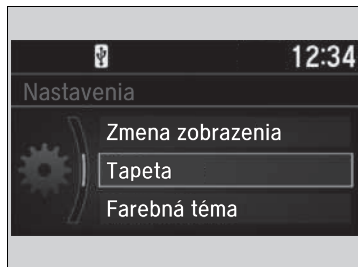 12:34
Nastavenia
Zmena zobrazenia
Tapeta
Farebná téma